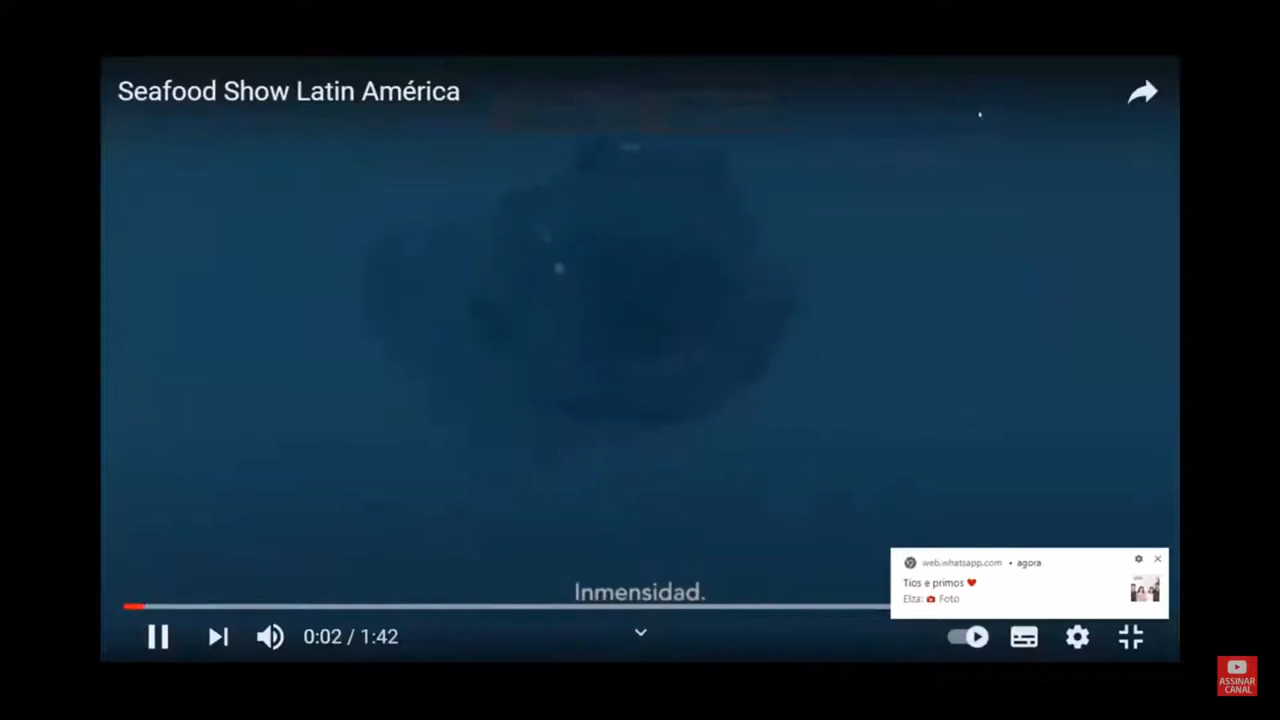 Seafood Show Latin América
web.whatsapp.com • agora
Tios e primos ❤
Elza: 📷 Foto
Inmensidad.
0:02 / 1:42
ASSINAR
CANAL